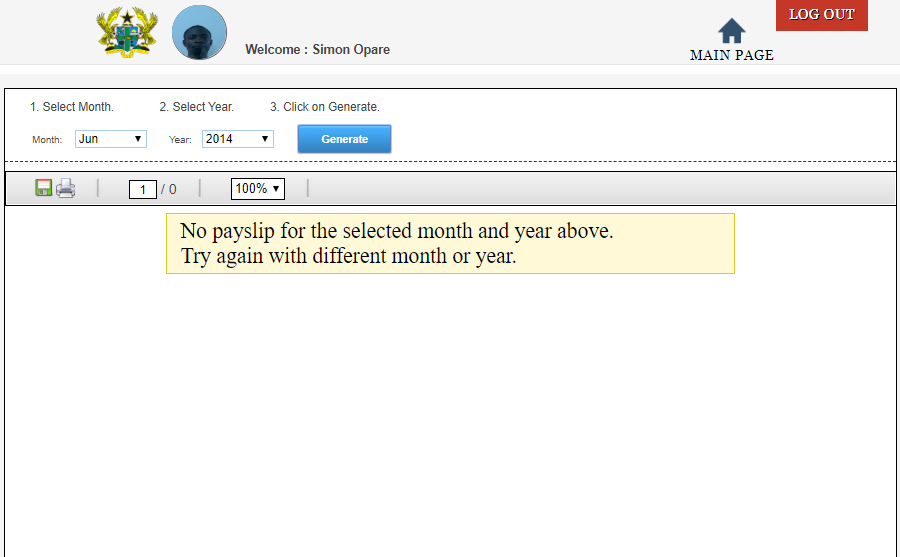 LOG OUT
Welcome : Simon Opare
MAIN PAGE
1. Select Month. 2. Select Year. 3. Click on Generate.
Month: Jun Year: 2014 Generate
1 / 0 100%
No payslip for the selected month and year above.
Try again with different month or year.